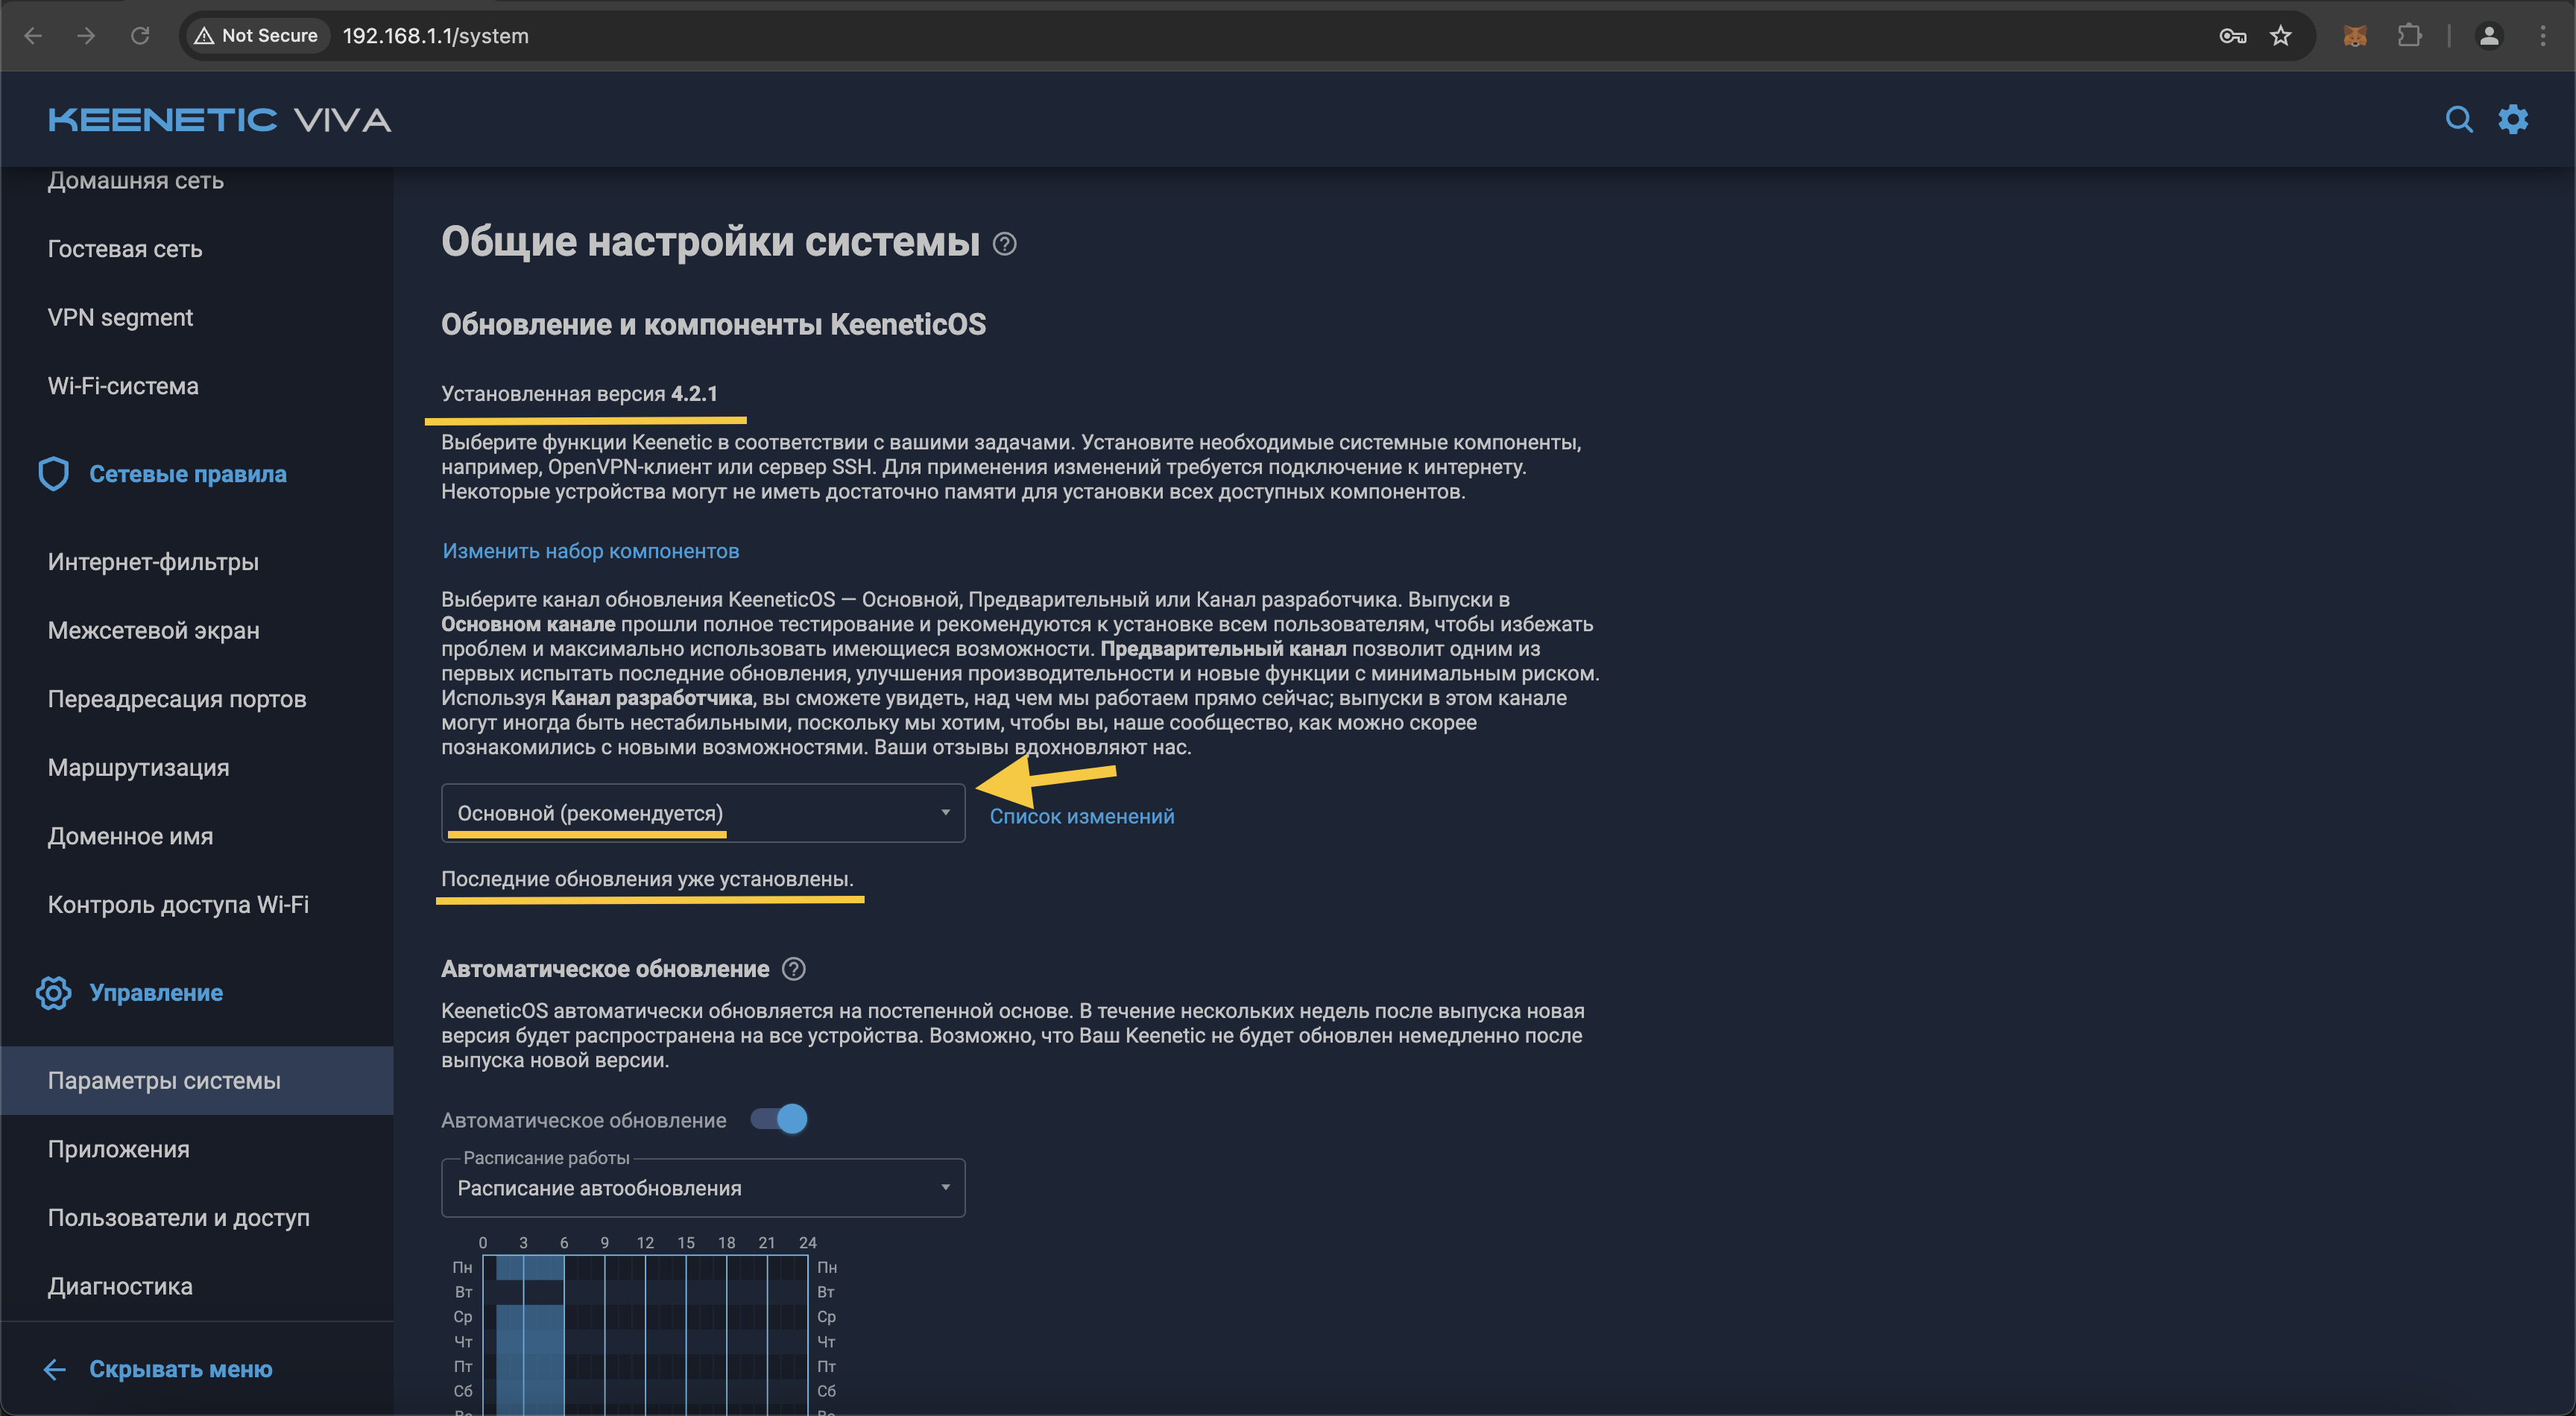 Not Secure 192.168.1.1/system
KEENETIC VIVA
Домашняя сеть
Гостевая сеть
VPN segment
Wi-Fi-система
Сетевые правила
Интернет-фильтры
Межсетевой экран
Переадресация портов
Маршрутизация
Доменное имя
Контроль доступа Wi-Fi
Управление
Параметры системы
Приложения
Пользователи и доступ
Диагностика
Скрывать меню
Общие настройки системы ?
Обновление и компоненты KeeneticOS
Установленная версия 4.2.1
Выберите функции Keenetic в соответствии с вашими задачами. Установите необходимые системные компоненты,
например, OpenVPN-клиент или сервер SSH. Для применения изменений требуется подключение к интернету.
Некоторые устройства могут не иметь достаточно памяти для установки всех доступных компонентов.
Изменить набор компонентов
Выберите канал обновления KeeneticOS — Основной, Предварительный или Канал разработчика. Выпуски в
Основном канале прошли полное тестирование и рекомендуются к установке всем пользователям, чтобы избежать
проблем и максимально использовать имеющиеся возможности. Предварительный канал позволит одним из
первых испытать последние обновления, улучшения производительности и новые функции с минимальным риском.
Используя Канал разработчика, вы сможете увидеть, над чем мы работаем прямо сейчас; выпуски в этом канале
могут иногда быть нестабильными, поскольку мы хотим, чтобы вы, наше сообщество, как можно скорее
познакомились с новыми возможностями. Ваши отзывы вдохновляют нас.
Основной (рекомендуется)
Список изменений
Последние обновления уже установлены.
Автоматическое обновление ?
KeeneticOS автоматически обновляется на постепенной основе. В течение нескольких недель после выпуска новая
версия будет распространена на все устройства. Возможно, что Ваш Keenetic не будет обновлен немедленно после
выпуска новой версии.
Автоматическое обновление
Расписание работы
Расписание автообновления
0 3 6 9 12 15 18 21 24
Пн Пн
Вт Вт
Ср Ср
Чт Чт
Пт Пт
Сб Сб